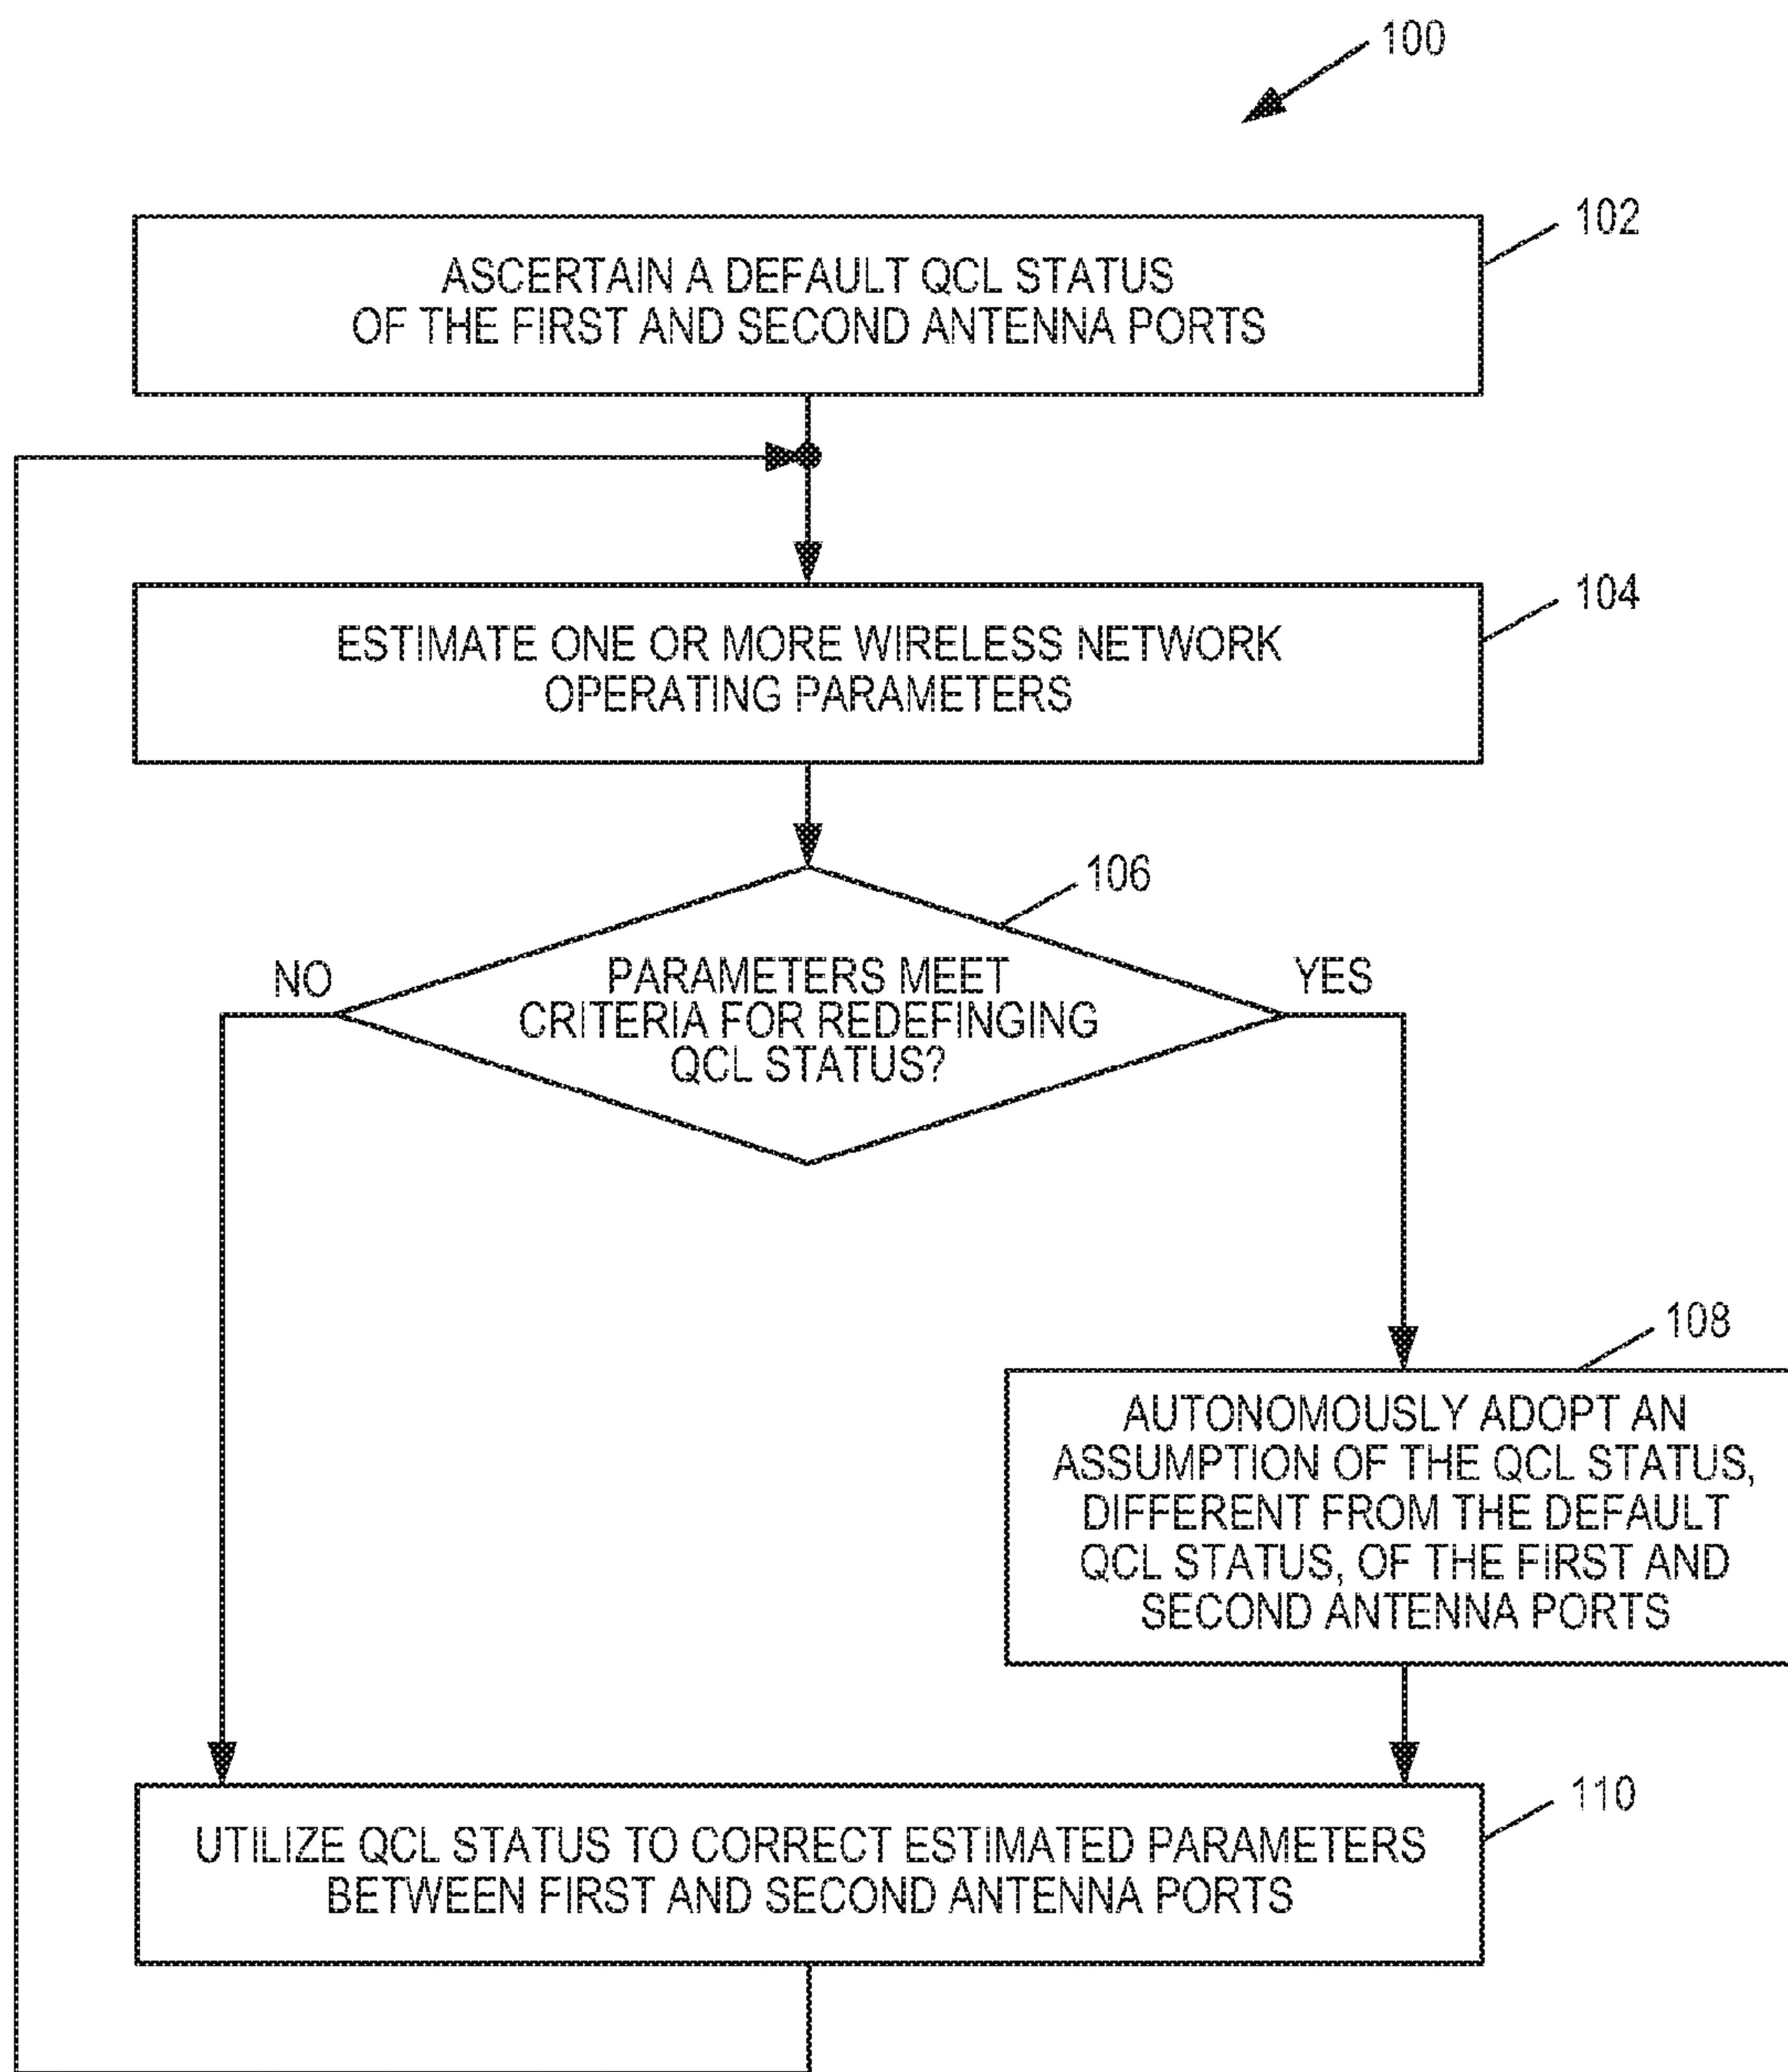 100
102
ASCERTAIN A DEFAULT QCL STATUS
OF THE FIRST AND SECOND ANTENNA PORTS
104
ESTIMATE ONE OR MORE WIRELESS NETWORK
OPERATING PARAMETERS
106
NO
PARAMETERS MEET
YES
CRITERIA FOR REDEFINGING
QCL STATUS?
108
AUTONOMOUSLY ADOPT AN
ASSUMPTION OF THE QCL STATUS,
DIFFERENT FROM THE DEFAULT
QCL STATUS, OF THE FIRST AND
SECOND ANTENNA PORTS
110
UTILIZE QCL STATUS TO CORRECT ESTIMATED PARAMETERS
BETWEEN FIRST AND SECOND ANTENNA PORTS